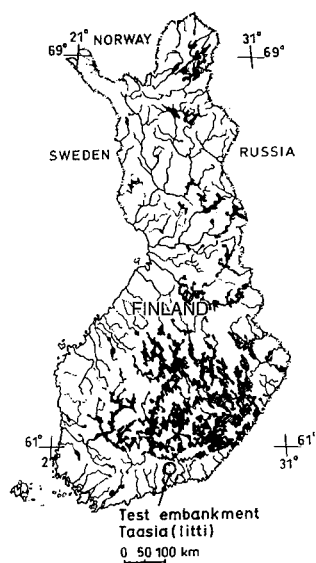 21° NORWAY 31°
69° 69°
SWEDEN RUSSIA
FINLAND
61° 61°
31°
Test embankment
Taasia (Iitti)
0 50 100 km